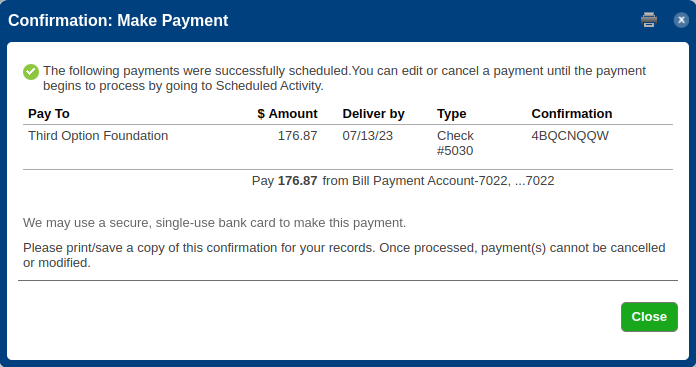 Confirmation: Make Payment
The following payments were successfully scheduled.You can edit or cancel a payment until the payment
begins to process by going to Scheduled Activity.
Pay To $ Amount Deliver by Type Confirmation
Third Option Foundation 176.87 07/13/23 Check 4BQCNQQW
#5030
Pay 176.87 from Bill Payment Account-7022, ...7022
We may use a secure, single-use bank card to make this payment.
Please print/save a copy of this confirmation for your records. Once processed, payment(s) cannot be cancelled
or modified.
Close